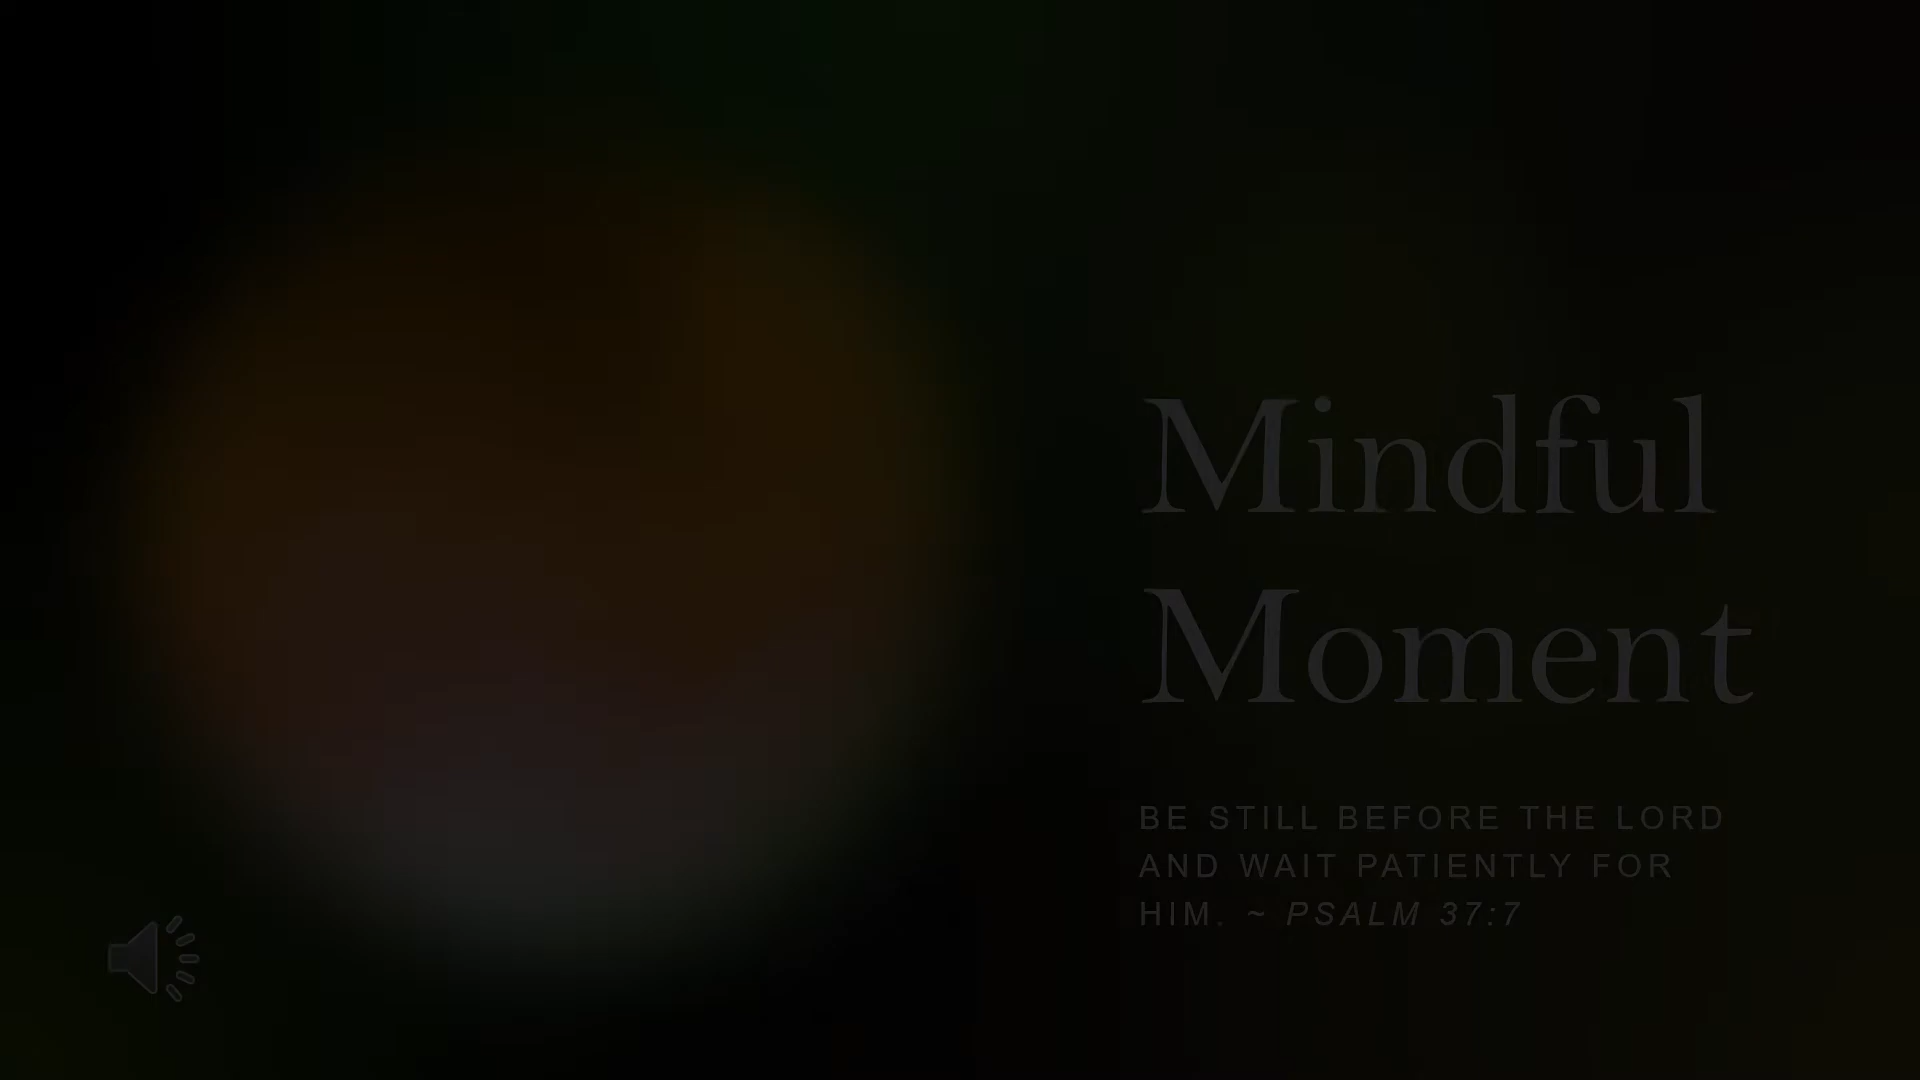 Mindful
Moment
BE STILL BEFORE THE LORD
AND WAIT PATIENTLY FOR
HIM. ~ PSALM 37:7